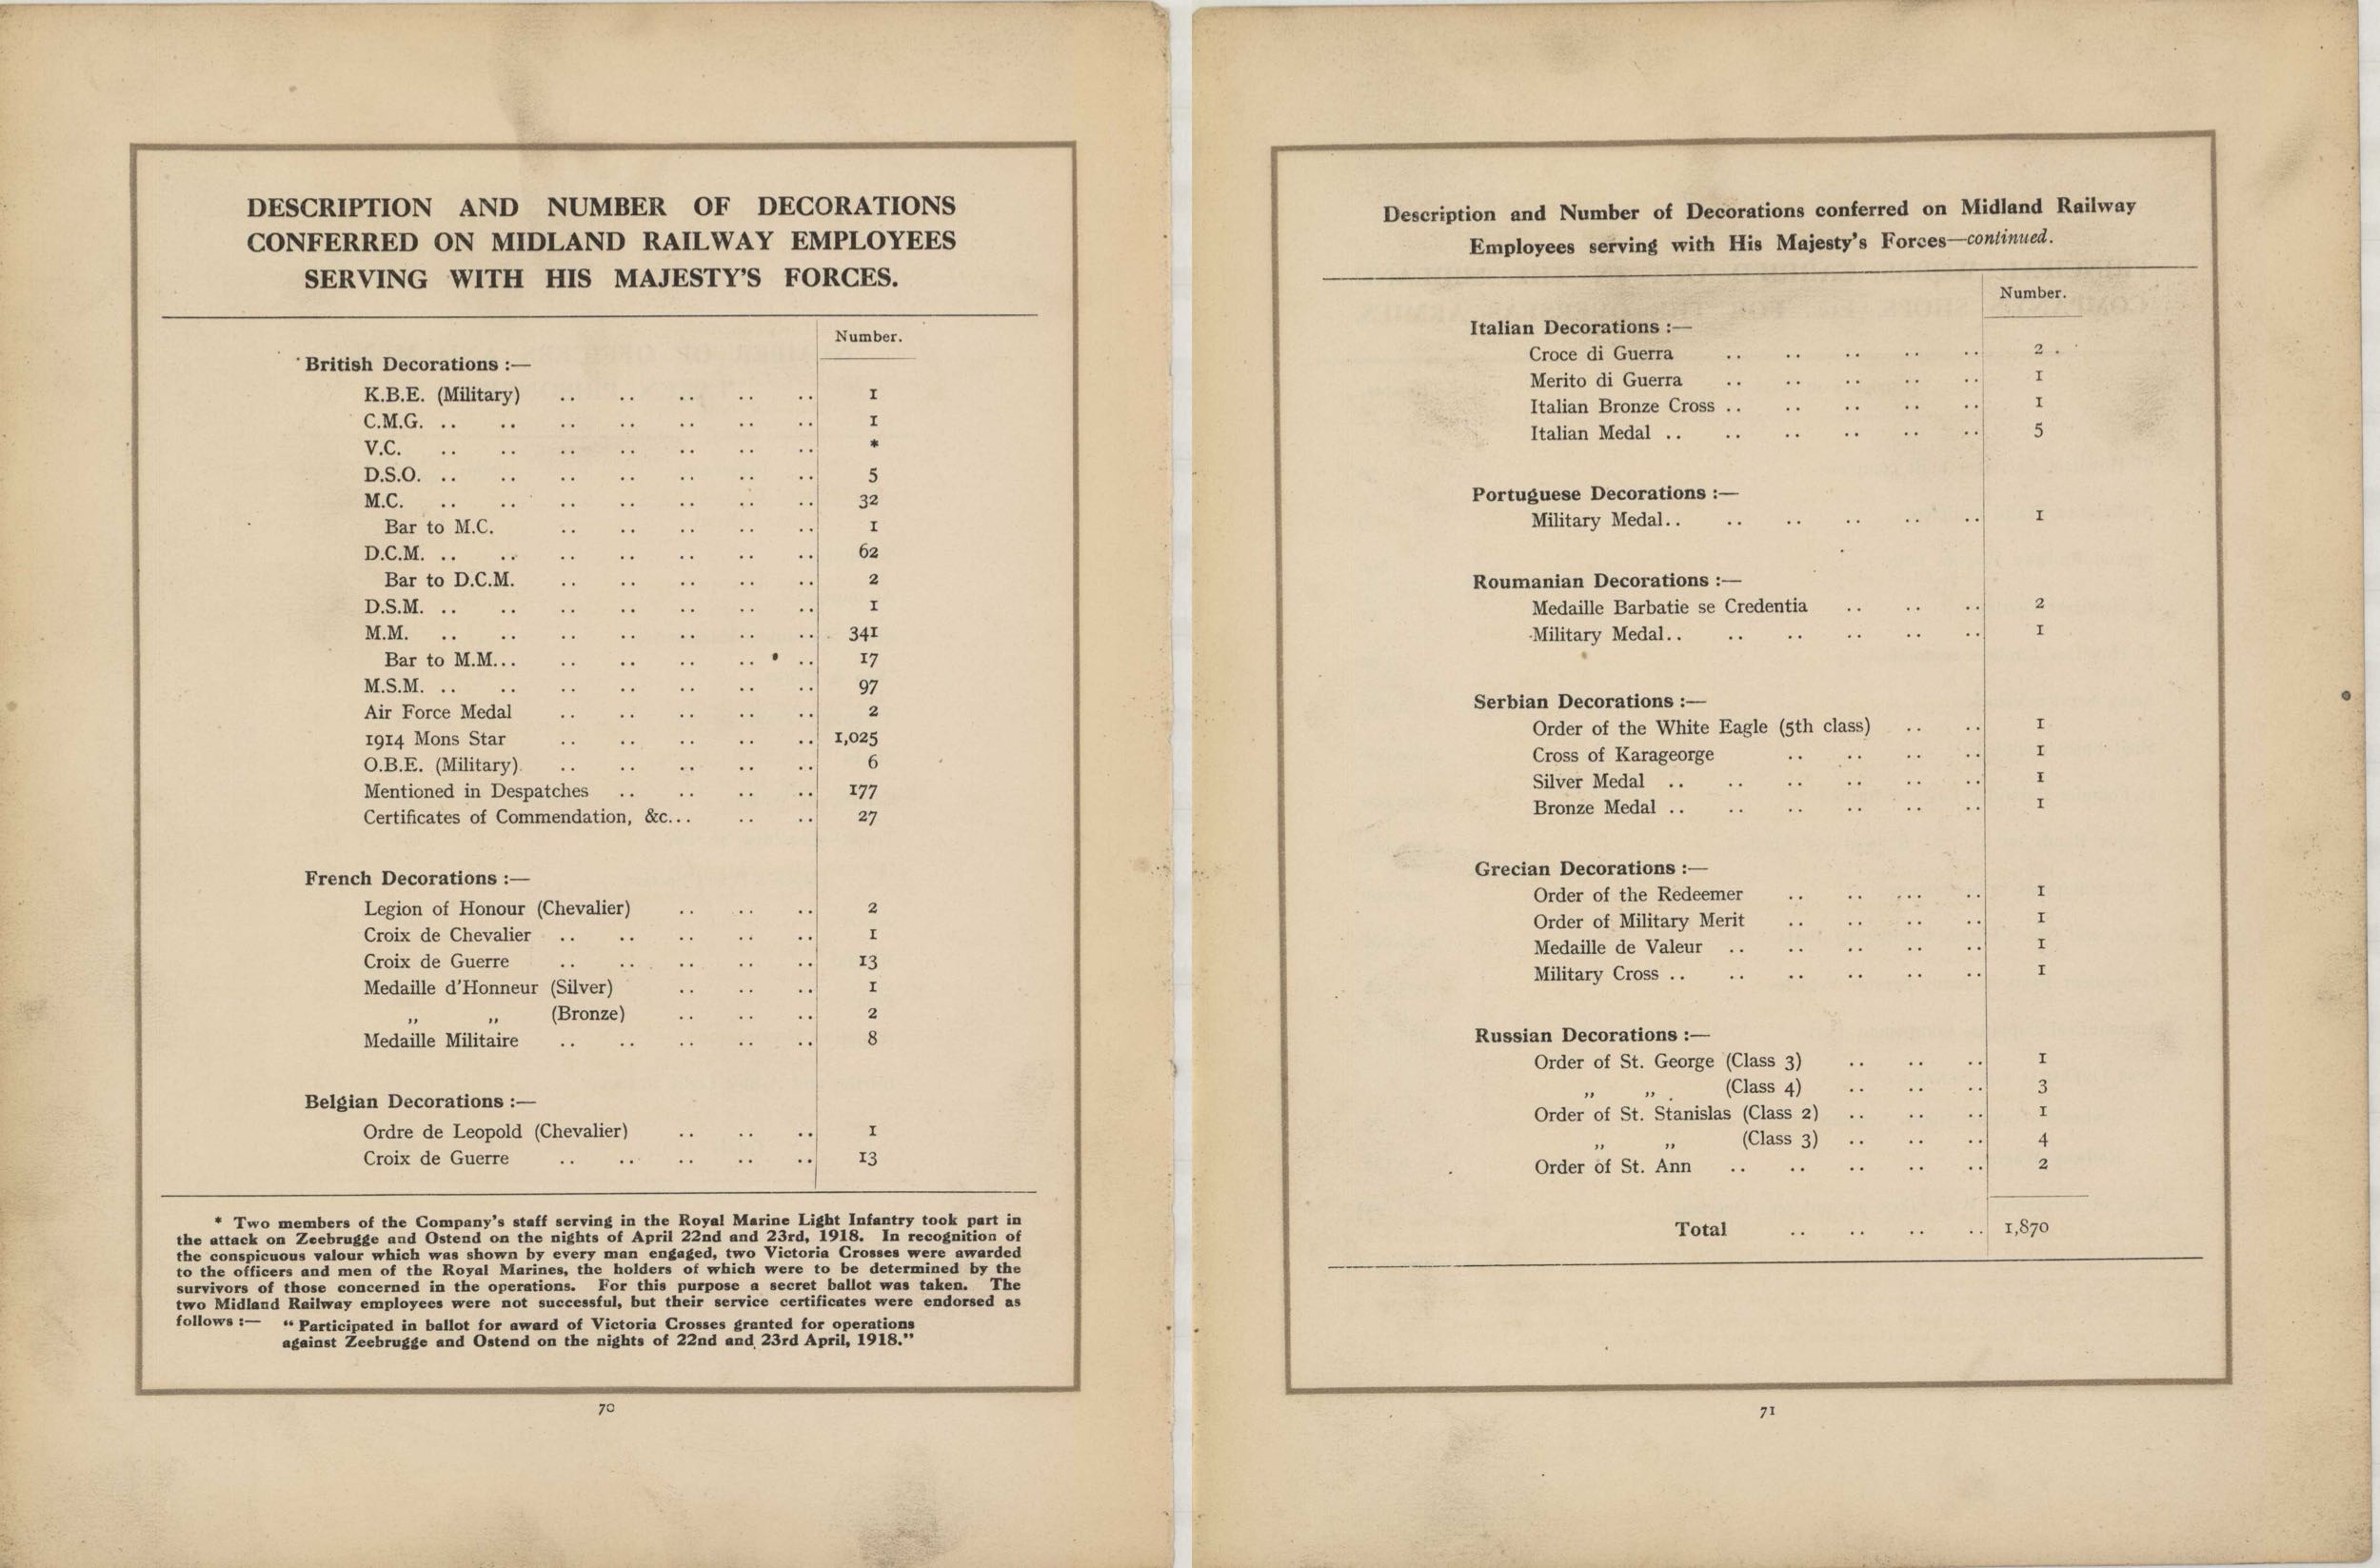 DESCRIPTION AND NUMBER OF DECORATIONS
CONFERRED ON MIDLAND RAILWAY EMPLOYEES
SERVING WITH HIS MAJESTY'S FORCES.
Number.
British Decorations :—
K.B.E. (Military) .. .. .. .. .. 1
C.M.G. .. .. .. .. .. .. .. 1
V.C. .. .. .. .. .. .. .. *
D.S.O. .. .. .. .. .. .. .. 5
M.C. .. .. .. .. .. .. .. 32
Bar to M.C. .. .. .. .. .. 1
D.C.M. .. .. .. .. .. .. .. 62
Bar to D.C.M. .. .. .. .. .. 2
D.S.M. .. .. .. .. .. .. .. 1
M.M. .. .. .. .. .. .. .. 341
Bar to M.M... .. .. .. .. .. 17
M.S.M. .. .. .. .. .. .. .. 97
Air Force Medal .. .. .. .. .. 2
1914 Mons Star .. .. .. .. .. 1,025
O.B.E. (Military) .. .. .. .. .. 6
Mentioned in Despatches .. .. .. .. 177
Certificates of Commendation, &c... .. .. 27
French Decorations :—
Legion of Honour (Chevalier) .. .. .. 2
Croix de Chevalier .. .. .. .. .. 1
Croix de Guerre .. .. .. .. .. 13
Medaille d'Honneur (Silver) .. .. .. 1
„ „ (Bronze) .. .. .. 2
Medaille Militaire .. .. .. .. .. 8
Belgian Decorations :—
Ordre de Leopold (Chevalier) .. .. .. 1
Croix de Guerre .. .. .. .. .. 13
* Two members of the Company's staff serving in the Royal Marine Light Infantry took part in
the attack on Zeebrugge and Ostend on the nights of April 22nd and 23rd, 1918. In recognition of
the conspicuous valour which was shown by every man engaged, two Victoria Crosses were awarded
to the officers and men of the Royal Marines, the holders of which were to be determined by the
survivors of those concerned in the operations. For this purpose a secret ballot was taken. The
two Midland Railway employees were not successful, but their service certificates were endorsed as
follows :— “ Participated in ballot for award of Victoria Crosses granted for operations
against Zeebrugge and Ostend on the nights of 22nd and 23rd April, 1918.”
70
Description and Number of Decorations conferred on Midland Railway
Employees serving with His Majesty's Forces—continued.
Number.
Italian Decorations :—
Croce di Guerra .. .. .. .. .. 2
Merito di Guerra .. .. .. .. .. 1
Italian Bronze Cross .. .. .. .. .. 1
Italian Medal .. .. .. .. .. .. 5
Portuguese Decorations :—
Military Medal.. .. .. .. .. .. 1
Roumanian Decorations :—
Medaille Barbatie se Credentia .. .. .. 2
Military Medal.. .. .. .. .. .. 1
Serbian Decorations :—
Order of the White Eagle (5th class) .. .. 1
Cross of Karageorge .. .. .. .. 1
Silver Medal .. .. .. .. .. .. 1
Bronze Medal .. .. .. .. .. .. 1
Grecian Decorations :—
Order of the Redeemer .. .. ... .. 1
Order of Military Merit .. .. .. .. 1
Medaille de Valeur .. .. .. .. .. 1
Military Cross .. .. .. .. .. .. 1
Russian Decorations :—
Order of St. George (Class 3) .. .. .. 1
„ „ (Class 4) .. .. .. 3
Order of St. Stanislas (Class 2) .. .. .. 1
„ „ (Class 3) .. .. .. 4
Order of St. Ann .. .. .. .. .. 2
Total .. .. .. .. 1,870
71